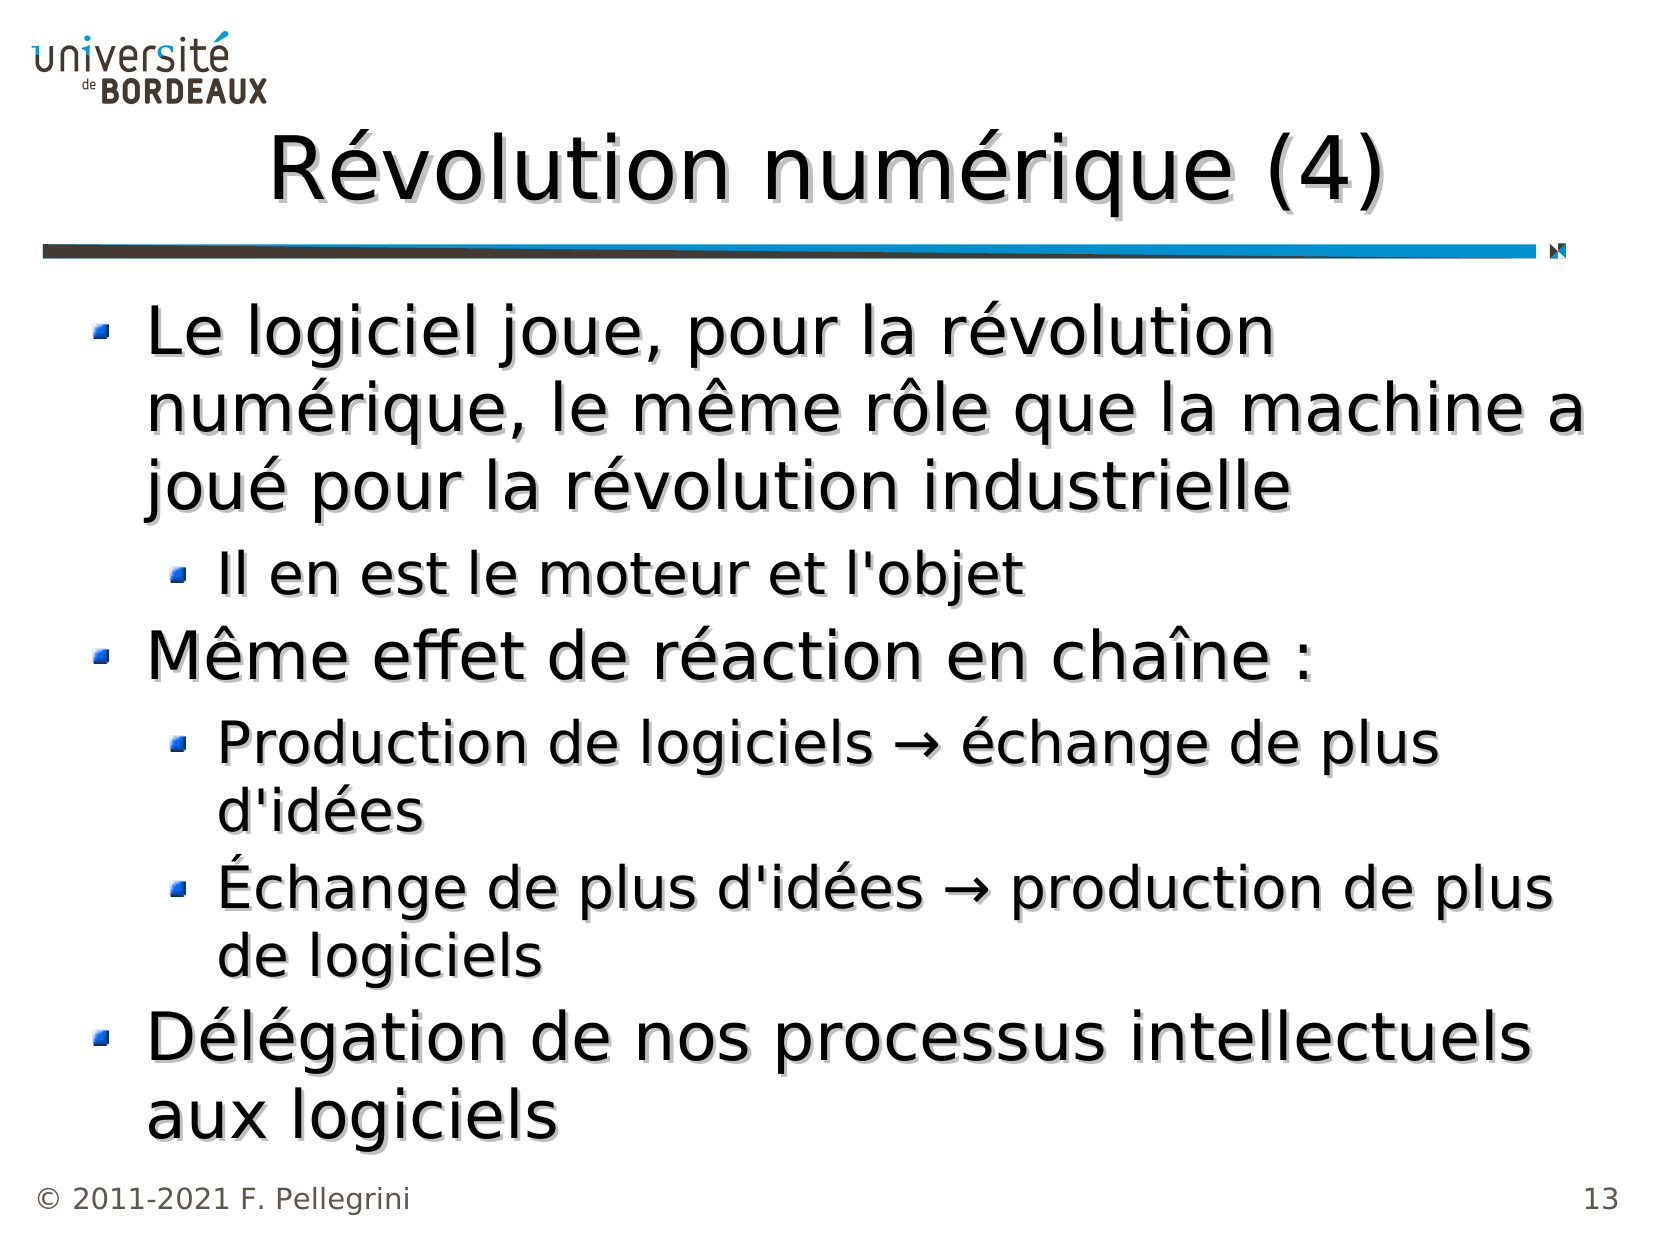 université
de BORDEAUX
Révolution numérique (4)
Le logiciel joue, pour la révolution
numérique, le même rôle que la machine a
joué pour la révolution industrielle
Il en est le moteur et l'objet
Même effet de réaction en chaîne :
Production de logiciels → échange de plus
d'idées
Échange de plus d'idées → production de plus
de logiciels
Délégation de nos processus intellectuels
aux logiciels
© 2011-2021 F. Pellegrini
13